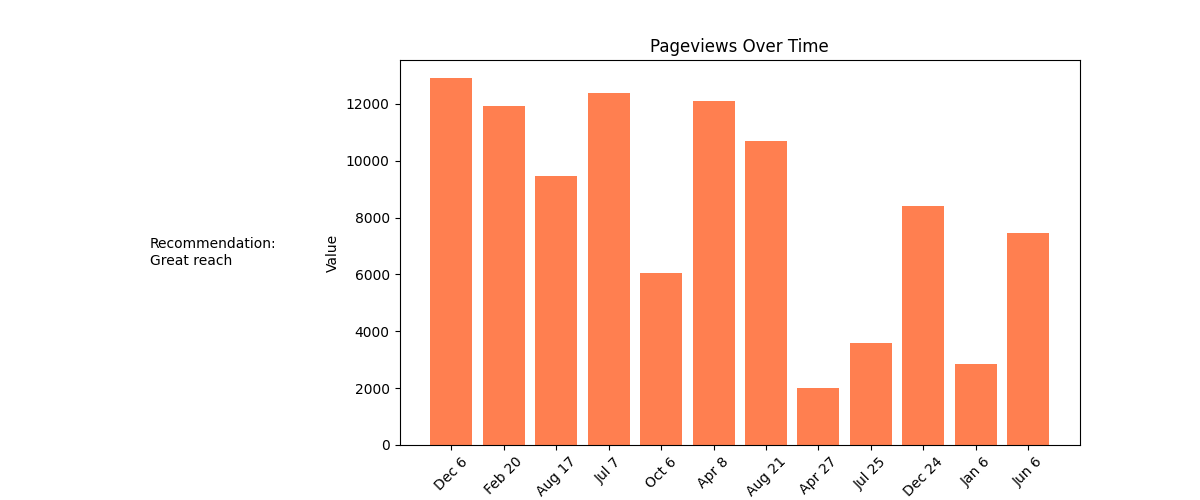 Pageviews Over Time
Recommendation:
Great reach
Value
12000
10000
8000
6000
4000
2000
0
Dec 6
Feb 20
Aug 17
Jul 7
Oct 6
Apr 8
Aug 21
Apr 27
Jul 25
Dec 24
Jan 6
Jun 6